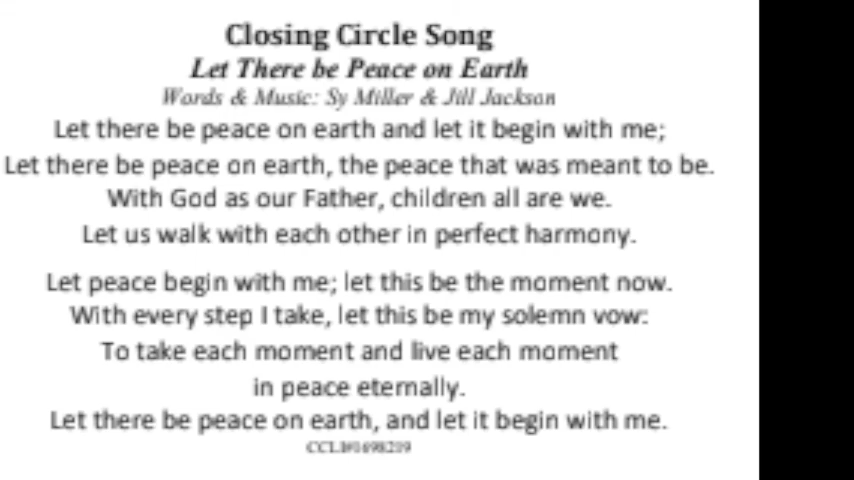 Closing Circle Song
Let There be Peace on Earth
Words & Music: Sy Miller & Jill Jackson
Let there be peace on earth and let it begin with me;
Let there be peace on earth, the peace that was meant to be.
With God as our Father, children all are we.
Let us walk with each other in perfect harmony.
Let peace begin with me; let this be the moment now.
With every step I take, let this be my solemn vow:
To take each moment and live each moment
in peace eternally.
Let there be peace on earth, and let it begin with me.